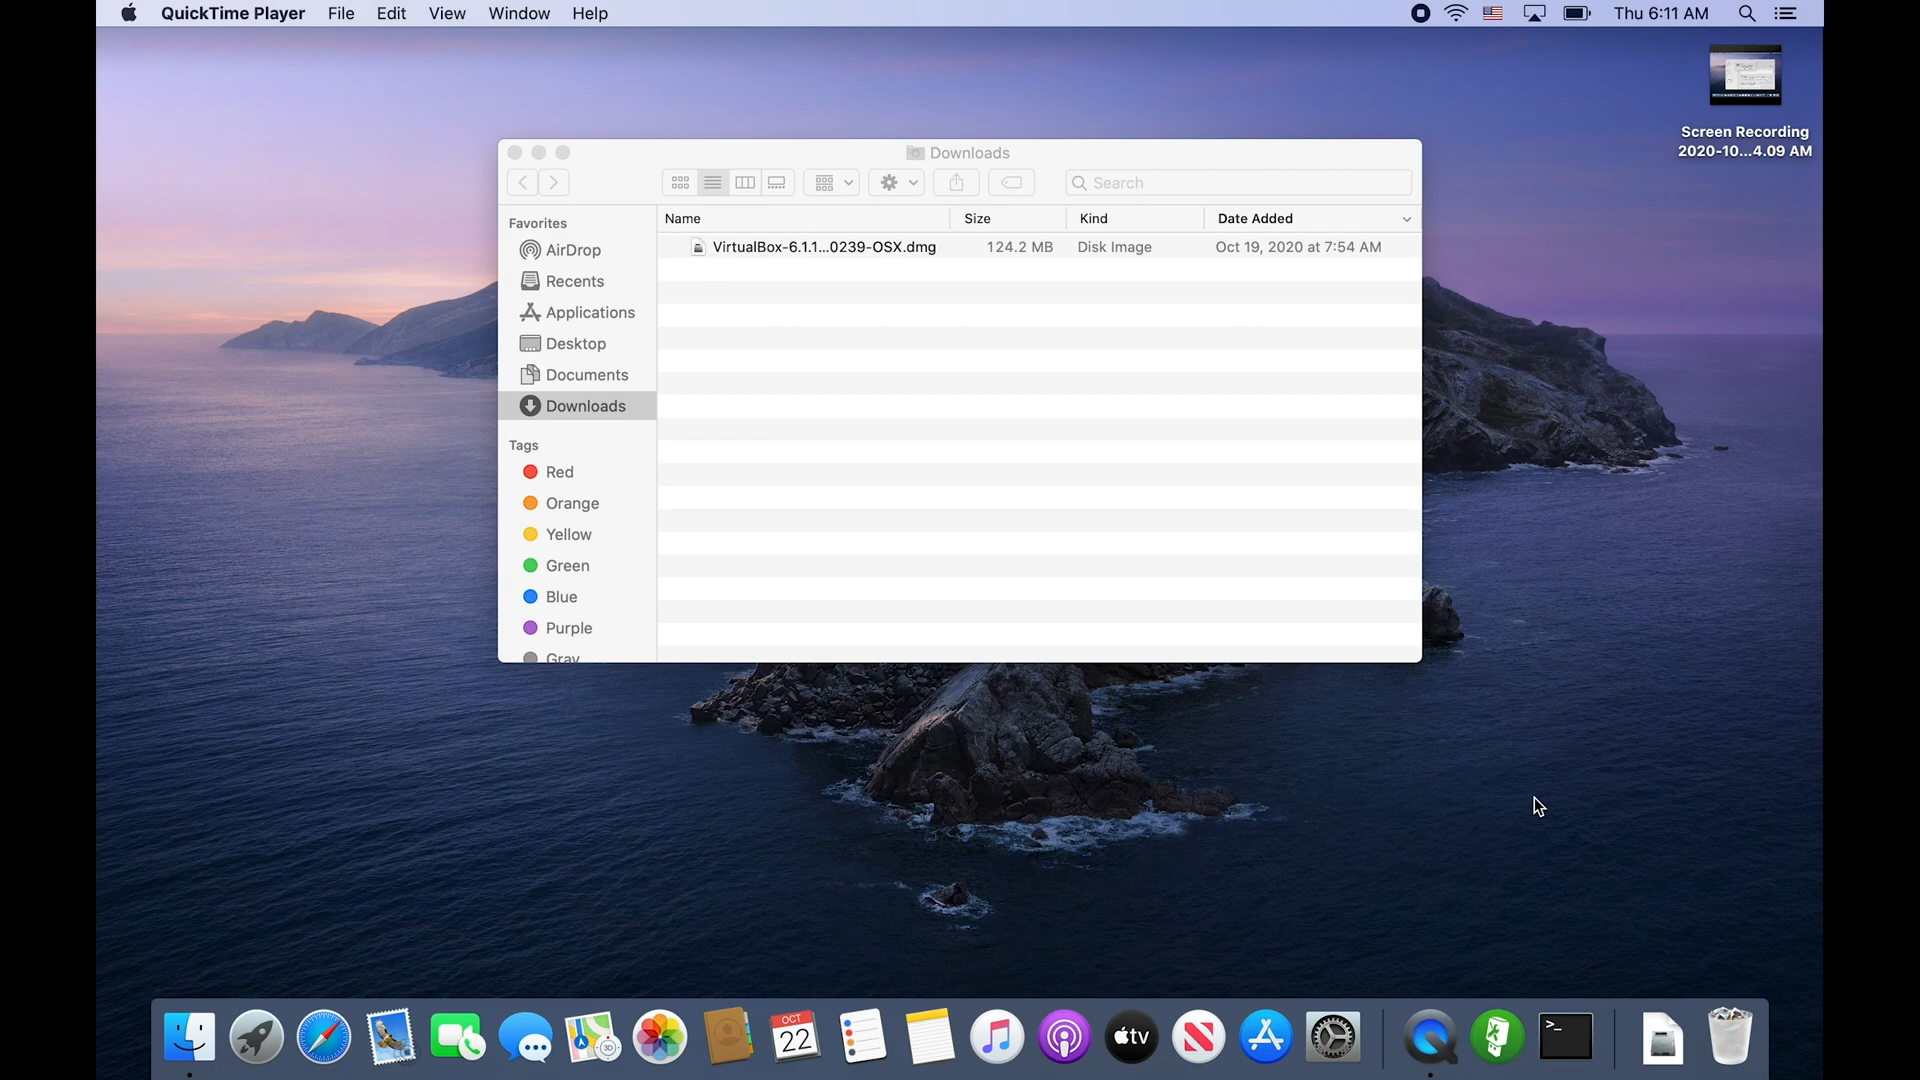 QuickTime Player File Edit View Window Help Thu 6:11 AM
Screen Recording
2020-10...4.09 AM
Downloads
Search
Favorites
Name Size Kind Date Added
VirtualBox-6.1.1...0239-OSX.dmg 124.2 MB Disk Image Oct 19, 2020 at 7:54 AM
AirDrop
Recents
Applications
Desktop
Documents
Downloads
Tags
Red
Orange
Yellow
Green
Blue
Purple
Gray
OCT
22
3D
tv
>_